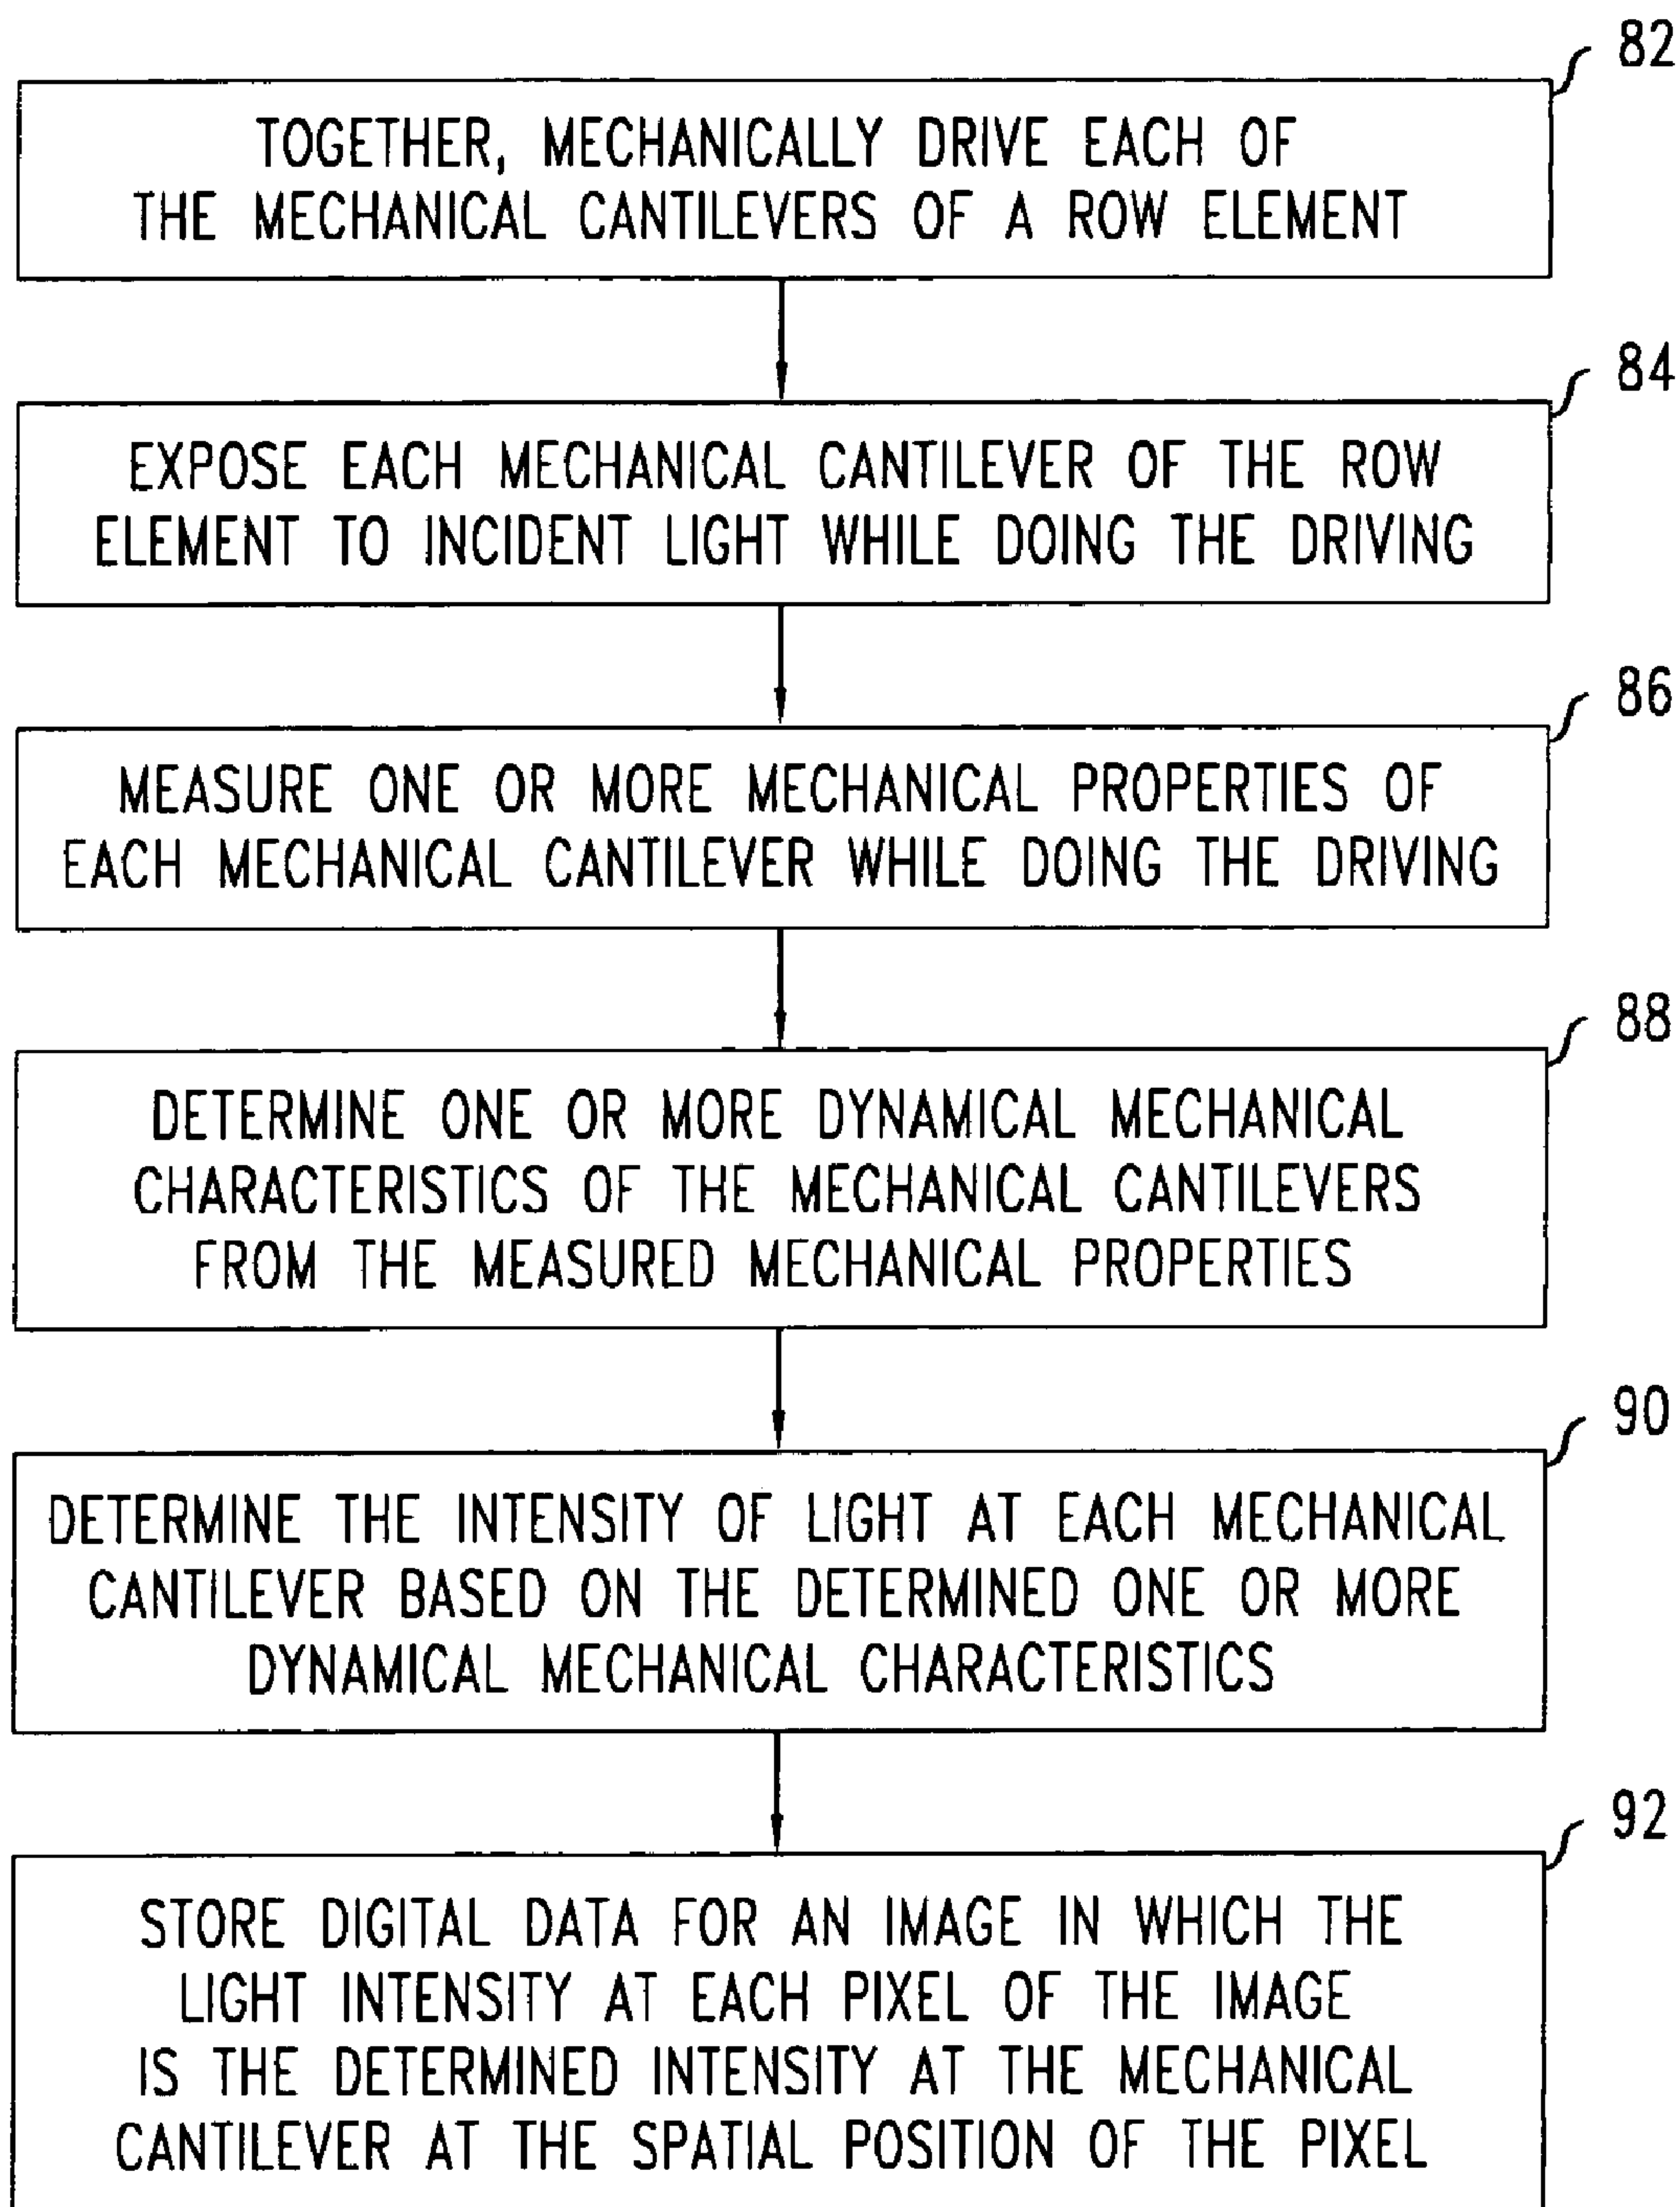 82
TOGETHER, MECHANICALLY DRIVE EACH OF
THE MECHANICAL CANTILEVERS OF A ROW ELEMENT
84
EXPOSE EACH MECHANICAL CANTILEVER OF THE ROW
ELEMENT TO INCIDENT LIGHT WHILE DOING THE DRIVING
86
MEASURE ONE OR MORE MECHANICAL PROPERTIES OF
EACH MECHANICAL CANTILEVER WHILE DOING THE DRIVING
88
DETERMINE ONE OR MORE DYNAMICAL MECHANICAL
CHARACTERISTICS OF THE MECHANICAL CANTILEVERS
FROM THE MEASURED MECHANICAL PROPERTIES
90
DETERMINE THE INTENSITY OF LIGHT AT EACH MECHANICAL
CANTILEVER BASED ON THE DETERMINED ONE OR MORE
DYNAMICAL MECHANICAL CHARACTERISTICS
92
STORE DIGITAL DATA FOR AN IMAGE IN WHICH THE
LIGHT INTENSITY AT EACH PIXEL OF THE IMAGE
IS THE DETERMINED INTENSITY AT THE MECHANICAL
CANTILEVER AT THE SPATIAL POSITION OF THE PIXEL